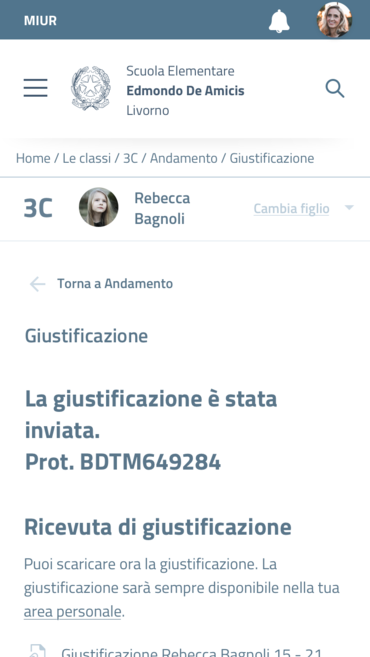 MIUR
Scuola Elementare
Edmondo De Amicis
Livorno
Home / Le classi / 3C / Andamento / Giustificazione
3C
Rebecca
Bagnoli
Cambia figlio
Torna a Andamento
Giustificazione
La giustificazione è stata
inviata.
Prot. BDTM649284
Ricevuta di giustificazione
Puoi scaricare ora la giustificazione. La
giustificazione sarà sempre disponibile nella tua
area personale.
Giustificazione Rebecca Bagnoli 15 - 21